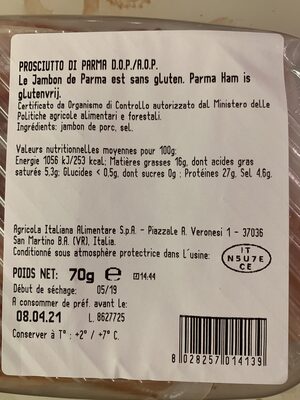 PROSCIUTTO DI PARMA D.O.P./A.O.P.
Le Jambon de Parma est sans gluten. Parma Ham is
glutenvrij.
Certificato da Organismo di Controllo autorizzato dal Ministero delle
Politiche agricole alimentari e forestali.
Ingrédients: jambon de porc, sel.
Valeurs nutritionnelles moyennes pour 100g:
Energie 1056 kJ/253 kcal; Matières grasses 16g, dont acides gras
saturés 5.3g; Glucides < 0.5g, dont sucres 0g ; Protéines 27g, Sel 4.6g.
Agricola Italiana Alimentare S.p.A. - Piazzale A. Veronesi 1 - 37036
San Martino B.A. (VR), Italia.
Conditionné sous atmosphère protectrice dans l'usine:
IT
N5U7E
CE
POIDS NET: 70g e 14:44
Début de séchage: 05/19
A consommer de préf. avant le:
08.04.21 L. 8627725
Conserver à T° : +2° / +7° C.
8 028257 014139